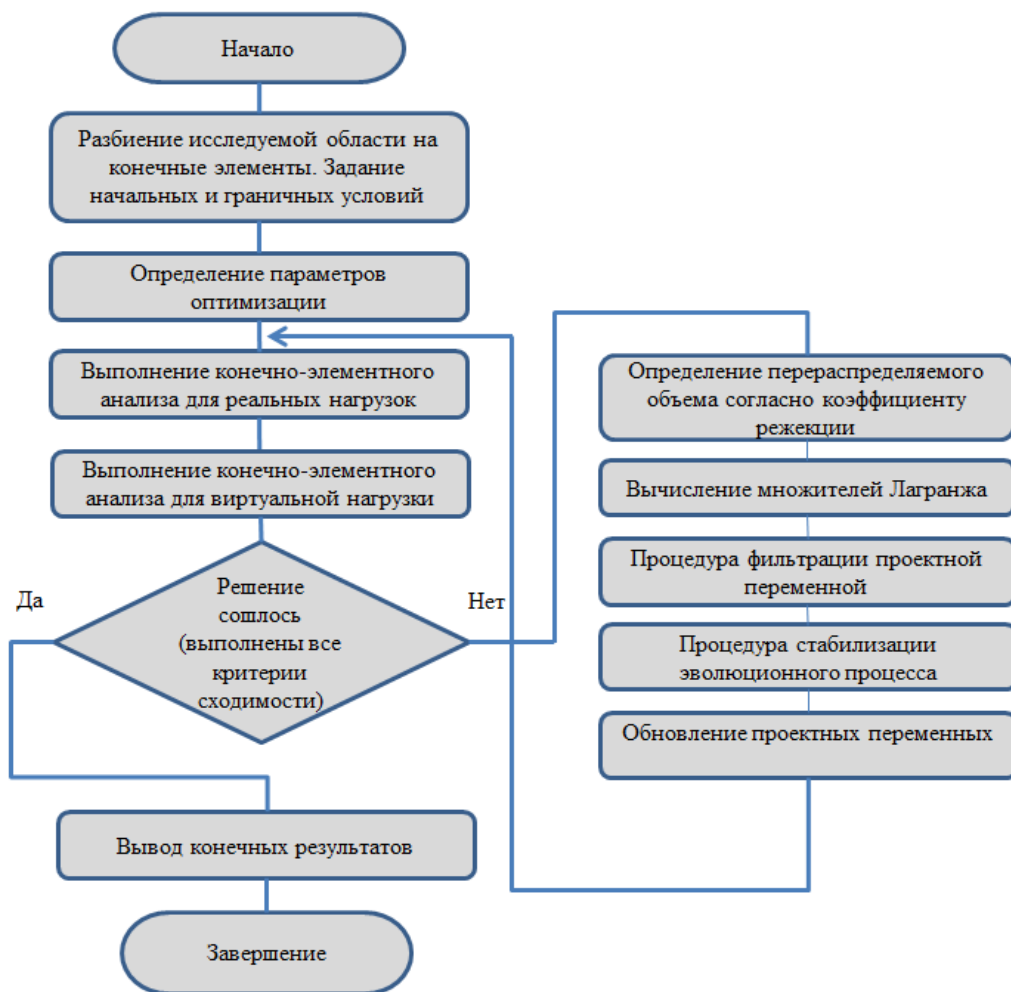 Начало
Разбиение исследуемой области на
конечные элементы. Задание
начальных и граничных условий
Определение параметров
оптимизации
Выполнение конечно-элементного
анализа для реальных нагрузок
Выполнение конечно-элементного
анализа для виртуальной нагрузки
Решение
сошлось
(выполнены все
критерии
сходимости)
Да
Нет
Определение перераспределяемого
объема согласно коэффициенту
режекции
Вычисление множителей Лагранжа
Процедура фильтрации проектной
переменной
Процедура стабилизации
эволюционного процесса
Обновление проектных переменных
Вывод конечных результатов
Завершение